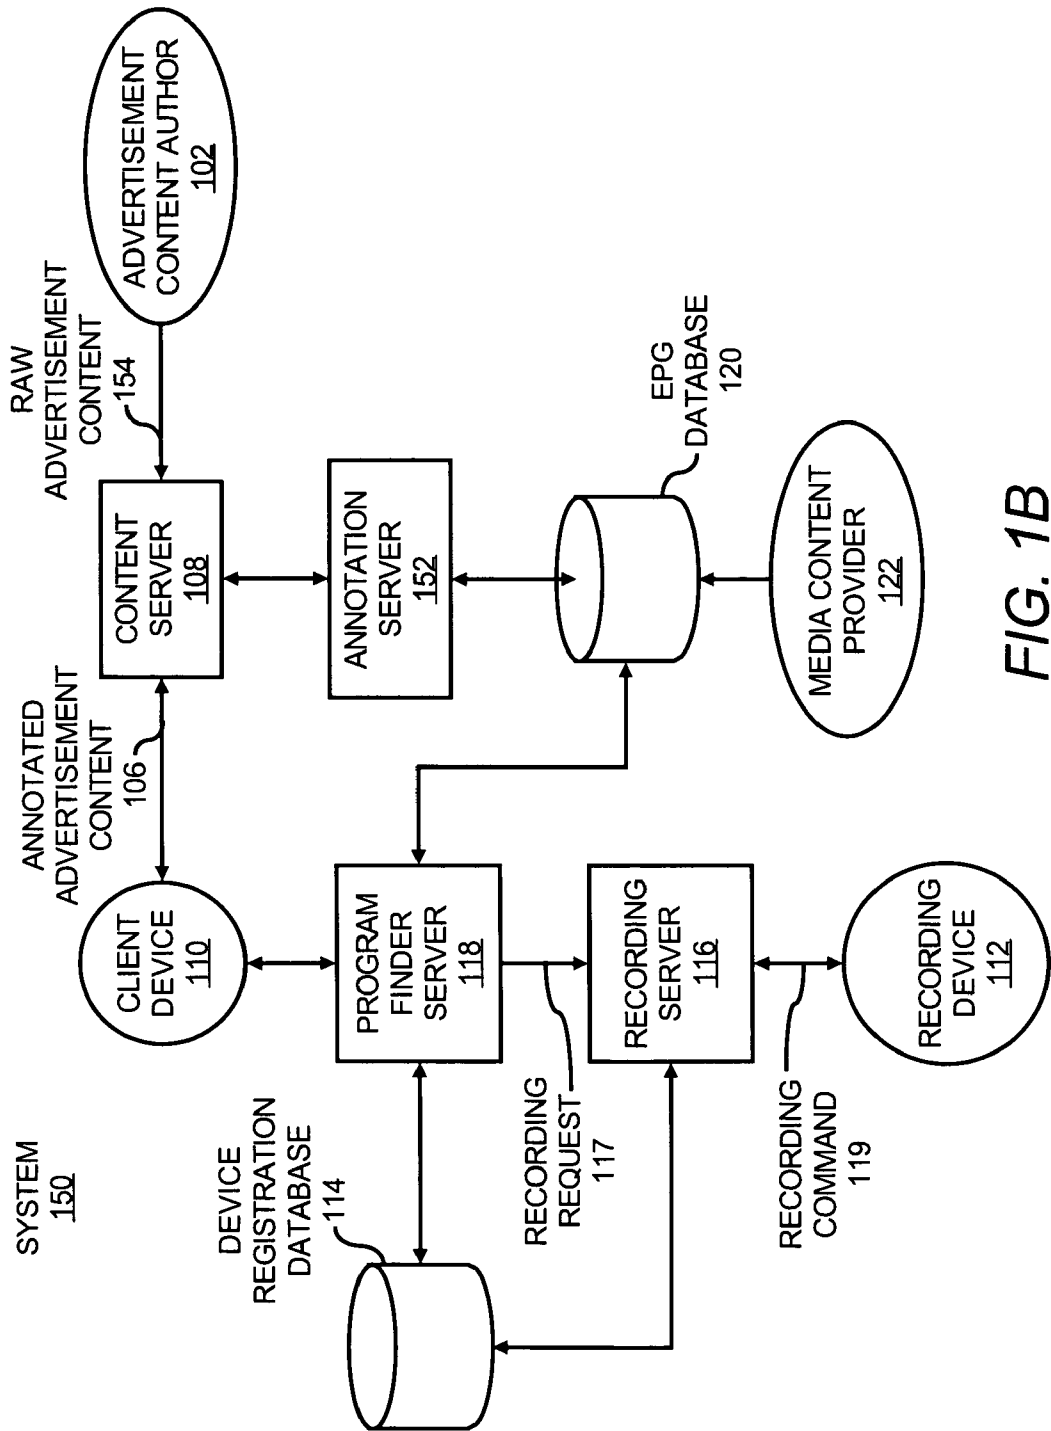 SYSTEM
150
ANNOTATED
ADVERTISEMENT
CONTENT
106
RAW
ADVERTISEMENT
CONTENT
154
CLIENT
DEVICE
110
CONTENT
SERVER
108
ADVERTISEMENT
CONTENT AUTHOR
102
DEVICE
REGISTRATION
DATABASE
114
PROGRAM
FINDER
SERVER
118
ANNOTATION
SERVER
152
RECORDING
REQUEST
117
RECORDING
SERVER
116
EPG
DATABASE
120
RECORDING
COMMAND
119
RECORDING
DEVICE
112
MEDIA CONTENT
PROVIDER
122
FIG. 1B